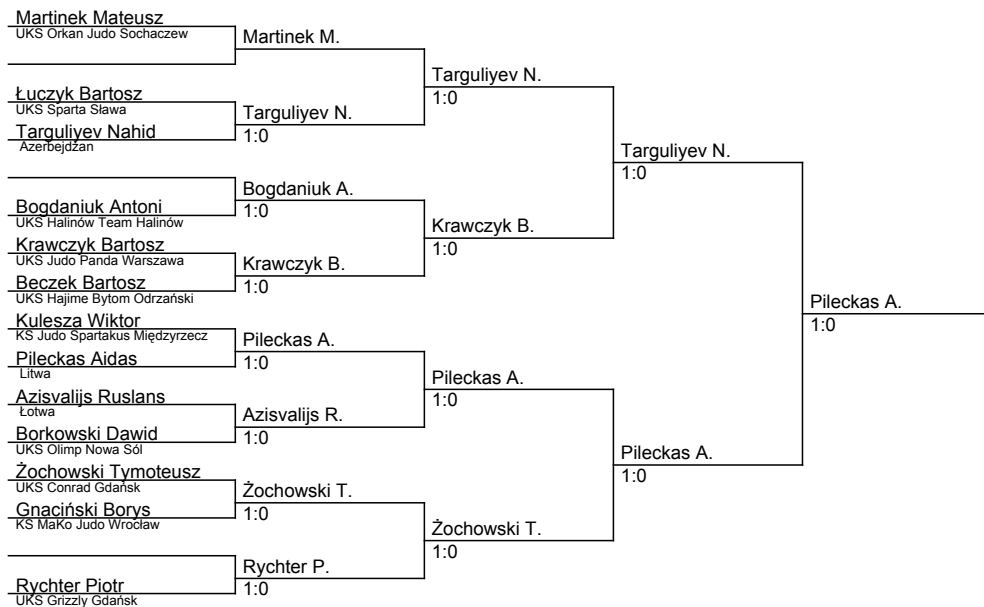 Martinek Mateusz
UKS Orkan Judo Sochaczew
Łuczyk Bartosz
UKS Sparta Sława
Targuliyev Nahid
Azerbejdżan
Bogdaniuk Antoni
UKS Halinów Team Halinów
Krawczyk Bartosz
UKS Judo Panda Warszawa
Beczek Bartosz
UKS Hajime Bytom Odrzański
Kulesza Wiktor
KS Judo Spartakus Międzyrzecz
Pileckas Aidas
Litwa
Azisvalijs Ruslans
Łotwa
Borkowski Dawid
UKS Olimp Nowa Sól
Żochowski Tymoteusz
UKS Conrad Gdańsk
Gnaciński Borys
KS MaKo Judo Wrocław
Rychter Piotr
UKS Grizzly Gdańsk
Martinek M.
Targuliyev N.
1:0
Bogdaniuk A.
1:0
Krawczyk B.
1:0
Pileckas A.
1:0
Azisvalijs R.
1:0
Żochowski T.
1:0
Rychter P.
1:0
Targuliyev N.
1:0
Krawczyk B.
1:0
Pileckas A.
1:0
Żochowski T.
1:0
Targuliyev N.
1:0
Pileckas A.
1:0
Pileckas A.
1:0